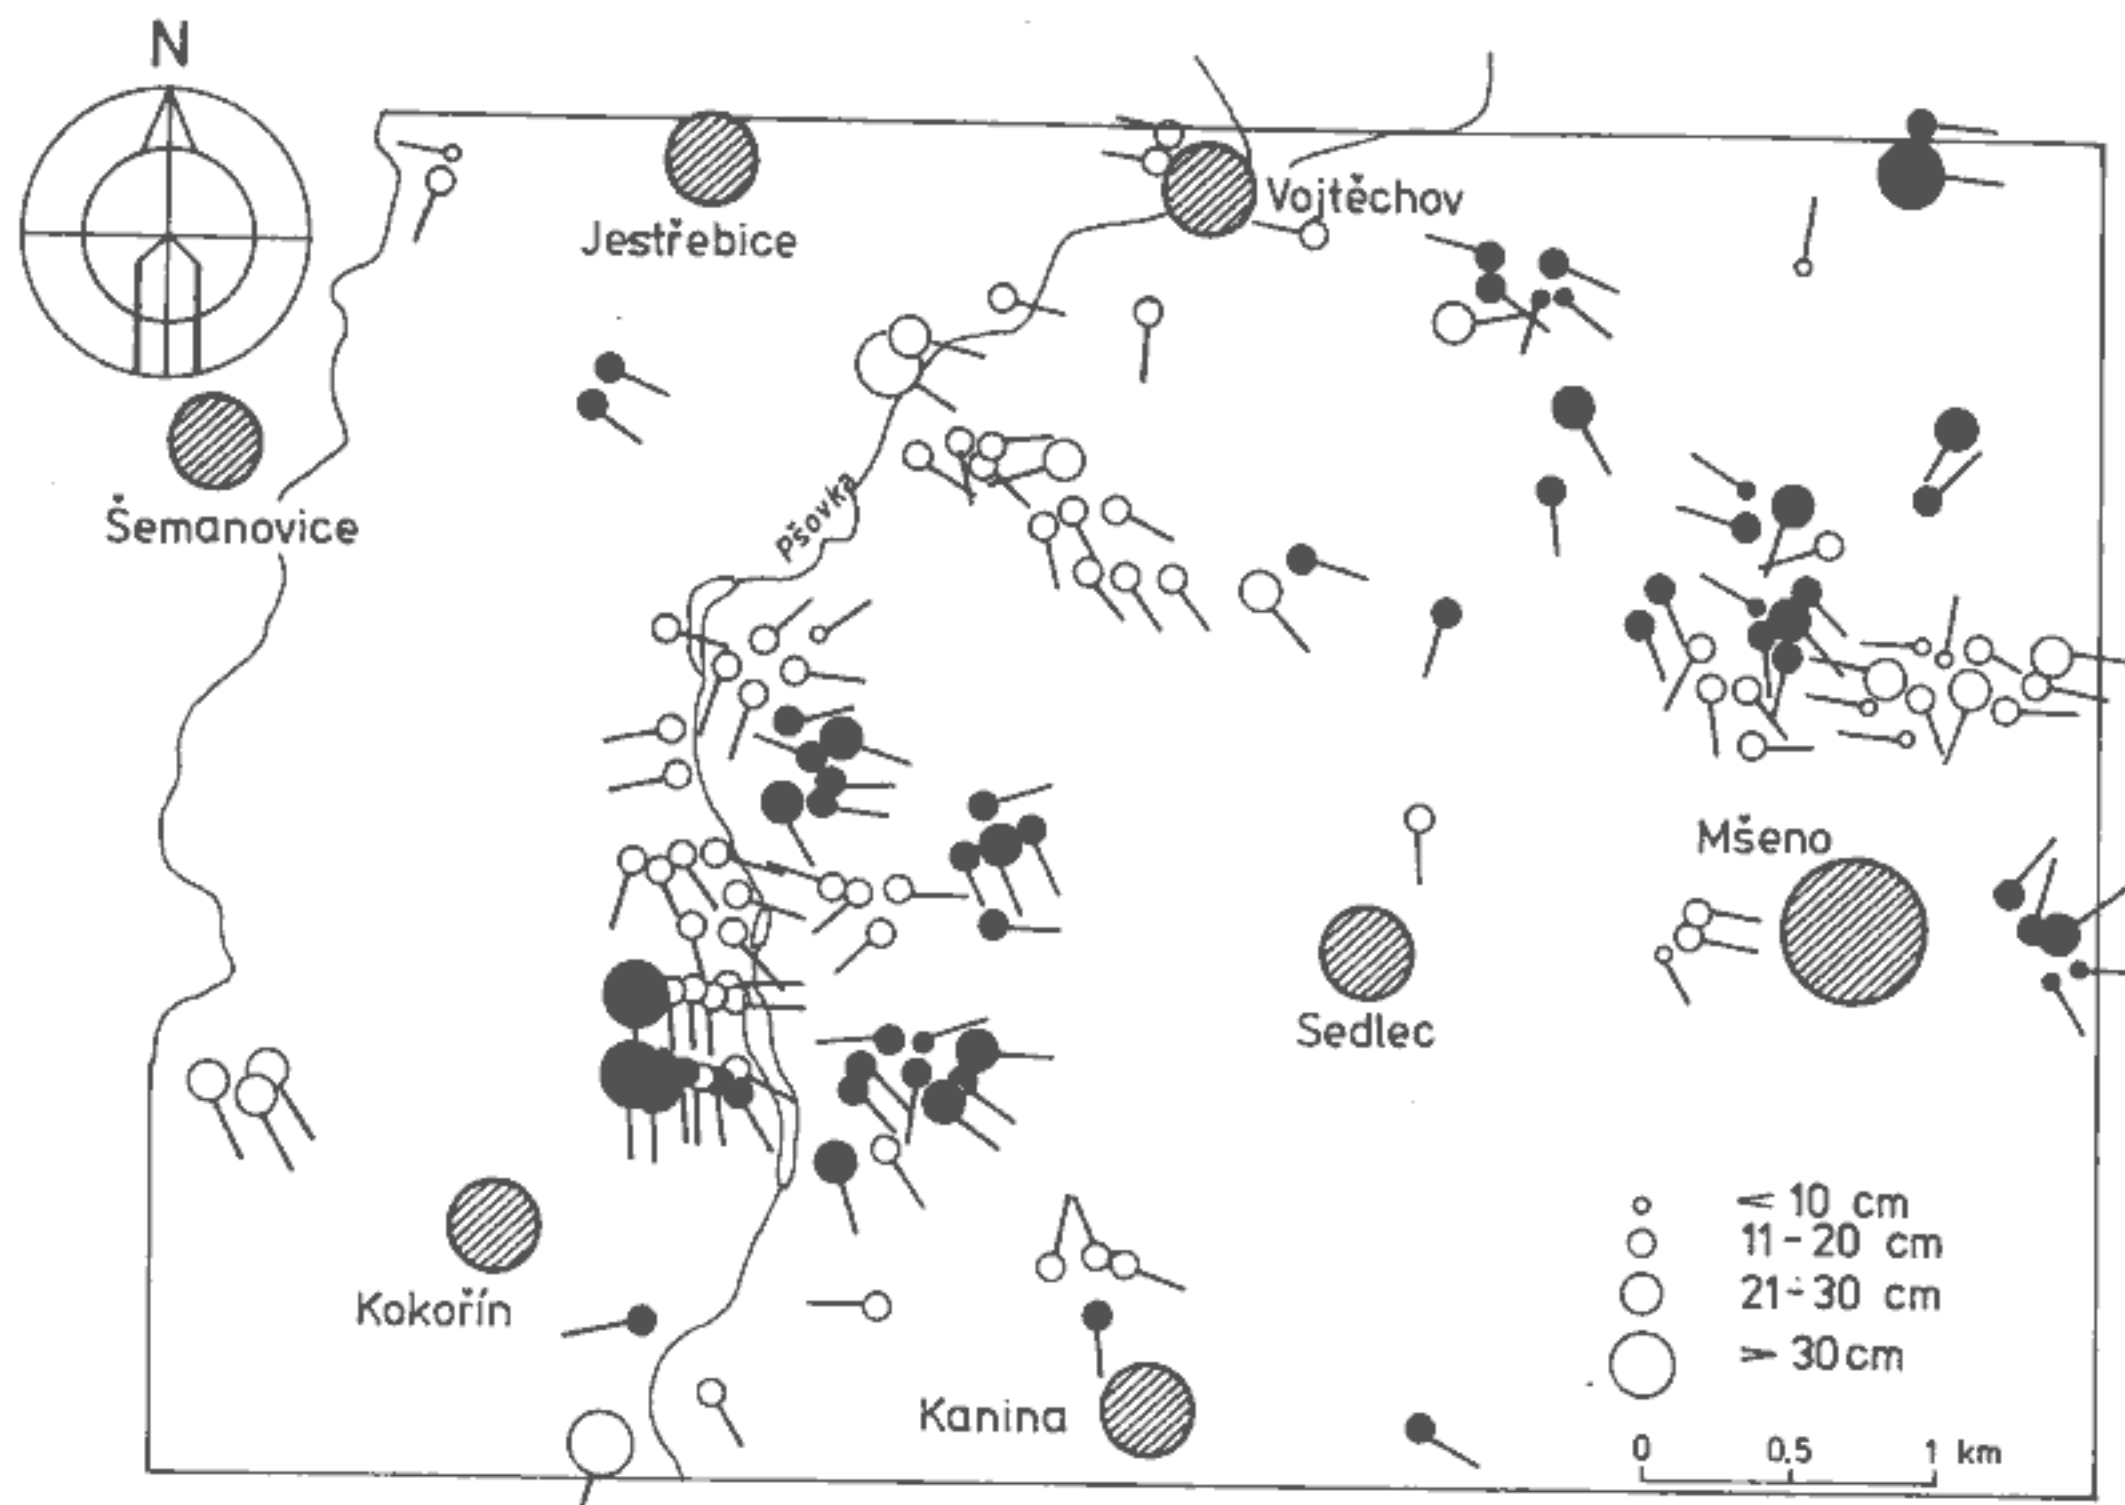 N
Jestřebice
Vojtěchov
Šemanovice
Pšovka
Mšeno
Sedlec
Kokořín
Kanina
< 10 cm
11-20 cm
21-30 cm
> 30 cm
0 0,5 1 km